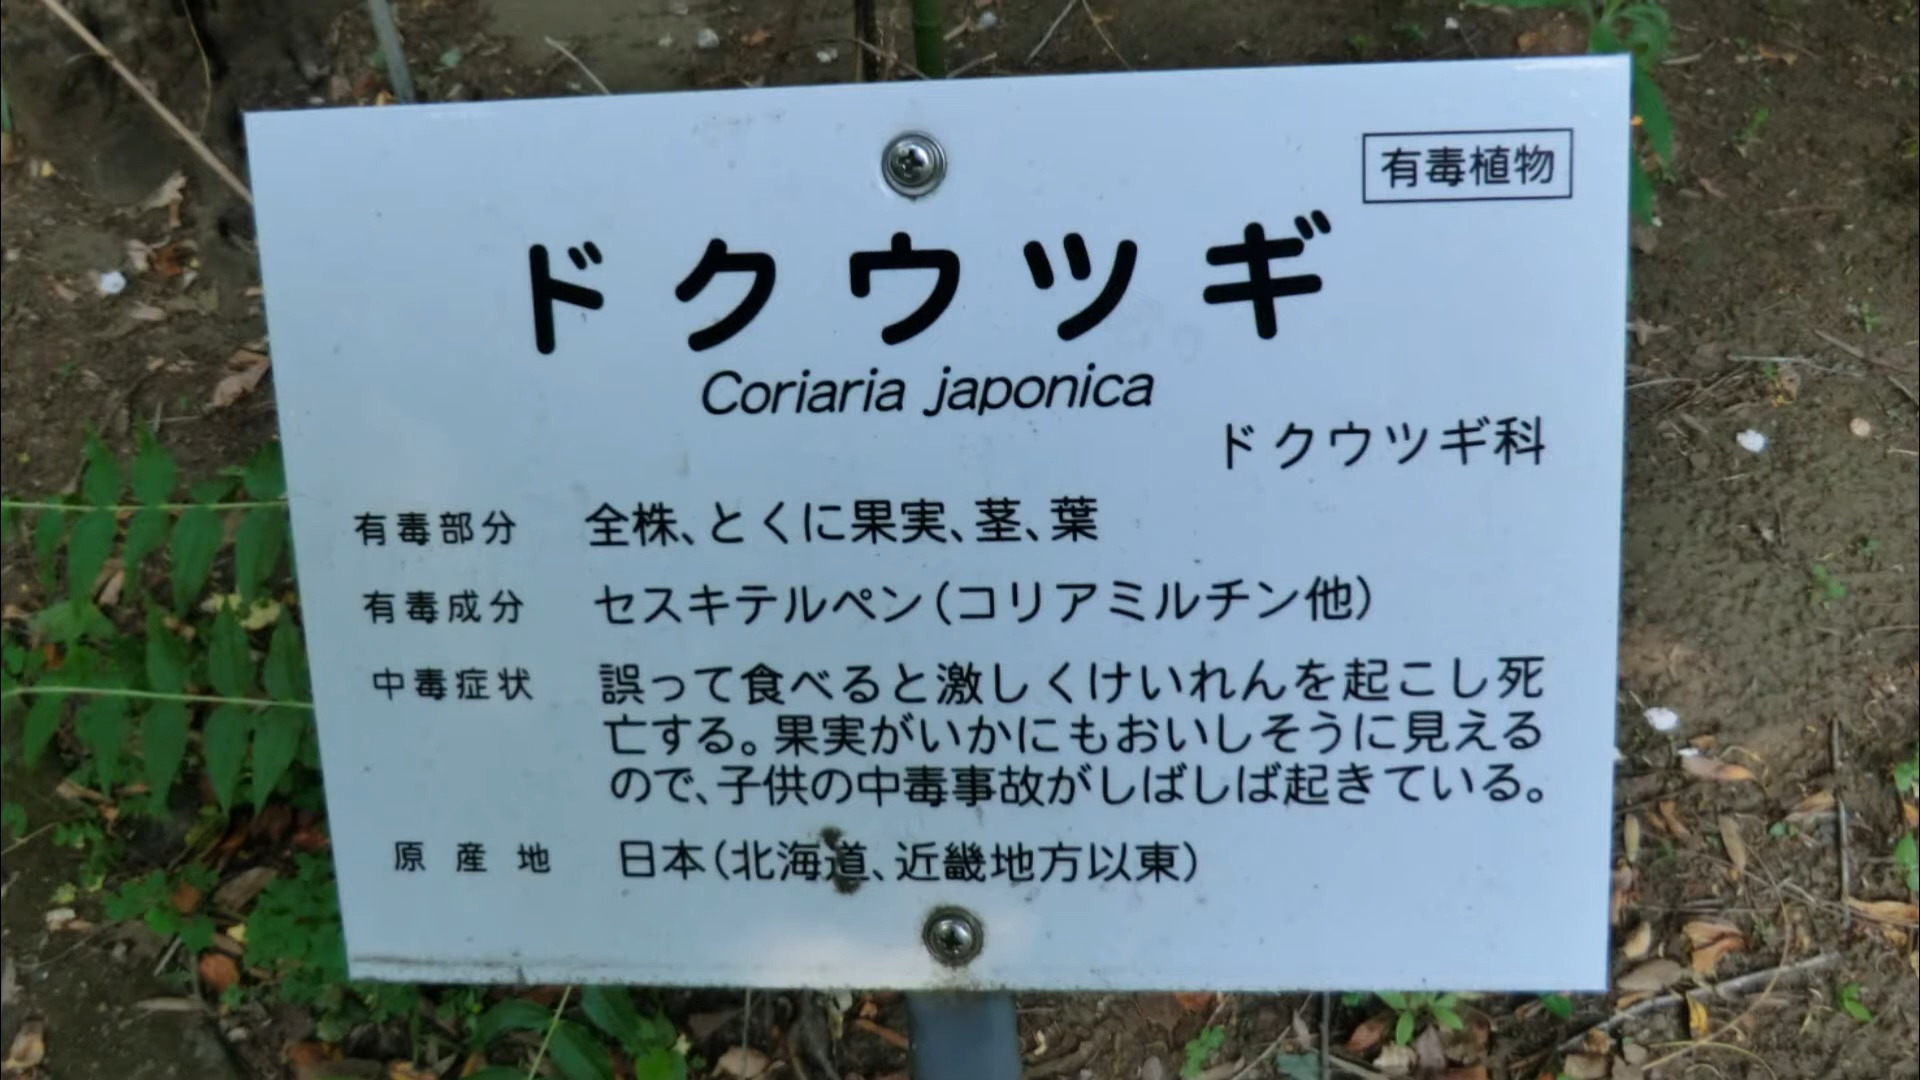 有毒植物
ドクウツギ
Coriaria japonica
ドクウツギ科
有毒部分 全株、とくに果実、茎、葉
有毒成分 セスキテルペン(コリアミルチン他)
中毒症状 誤って食べると激しくけいれんを起こし死
亡する。果実がいかにもおいしそうに見える
ので、子供の中毒事故がしばしば起きている。
原産地 日本(北海道、近畿地方以東)